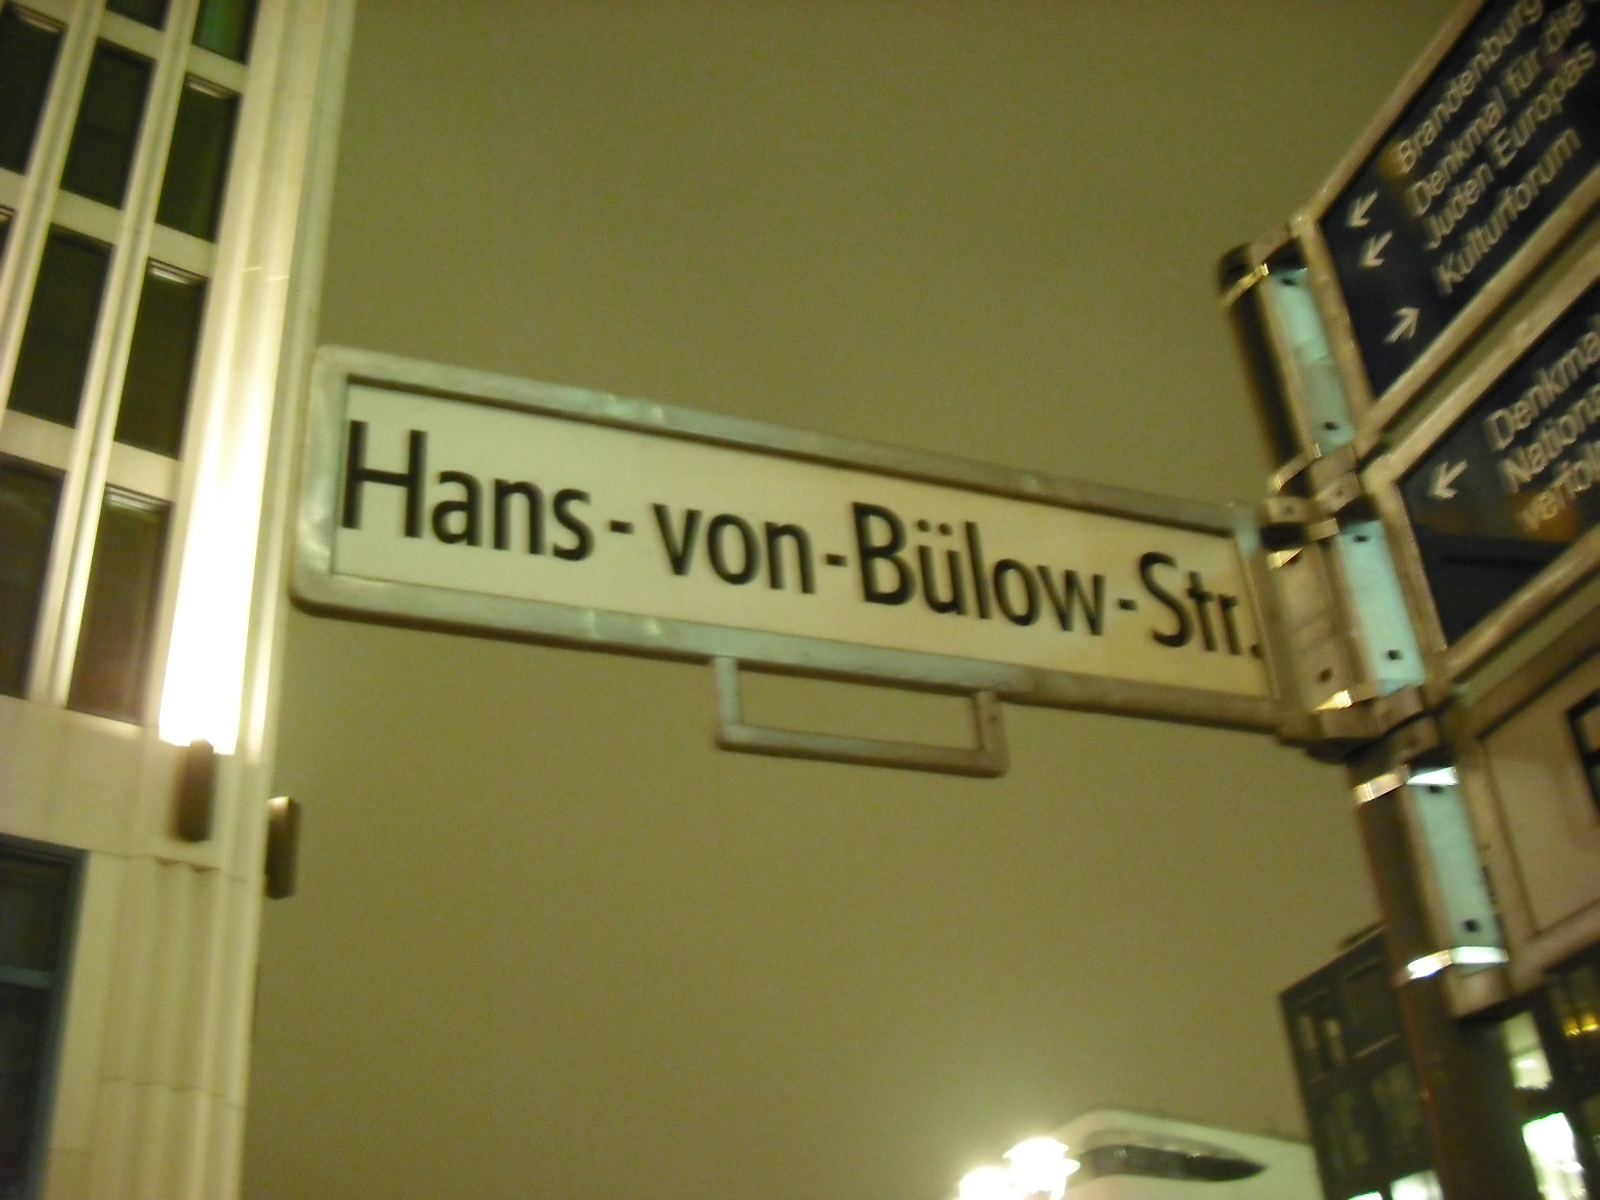 Hans-von-Bülow-Str.
Brandenburg
Denkmal für die
Juden Europas
Kulturforum
Denkmal